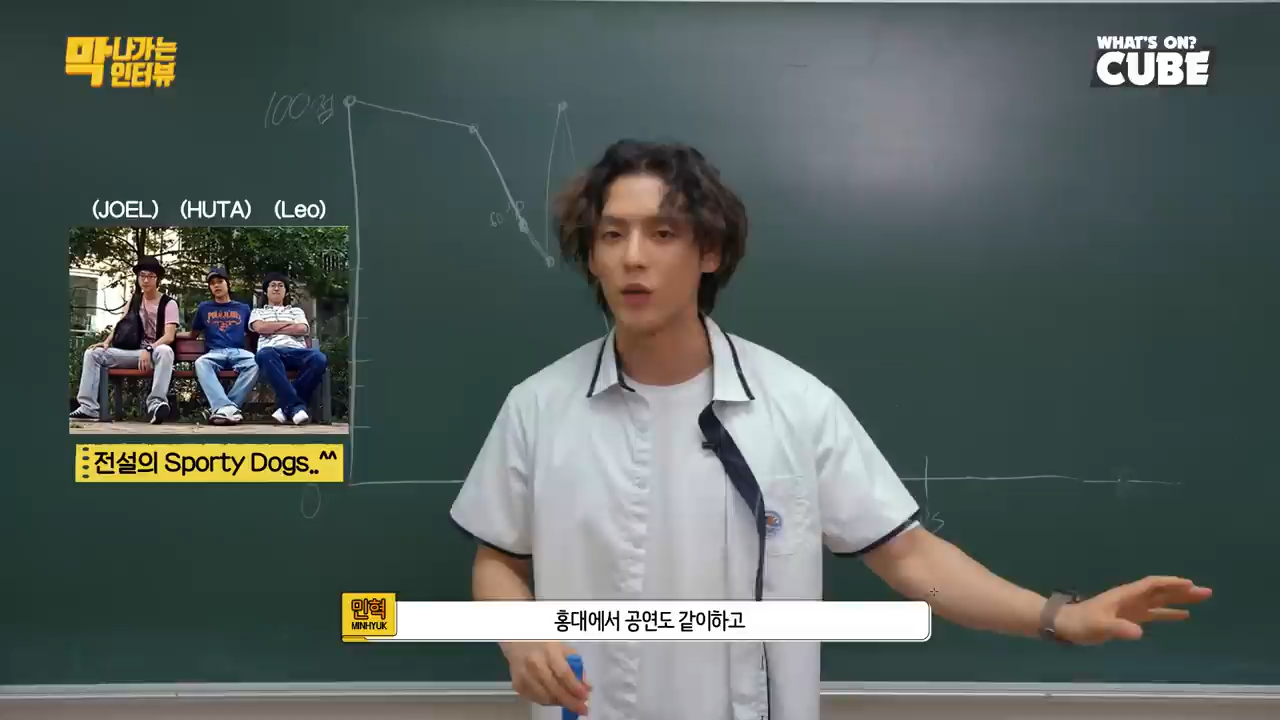 막나가는
인터뷰
WHAT'S ON?
CUBE
100점
(JOEL) (HUTA) (Leo)
전설의 Sporty Dogs..^^
0
민혁
MINHYUK
홍대에서 공연도 같이하고